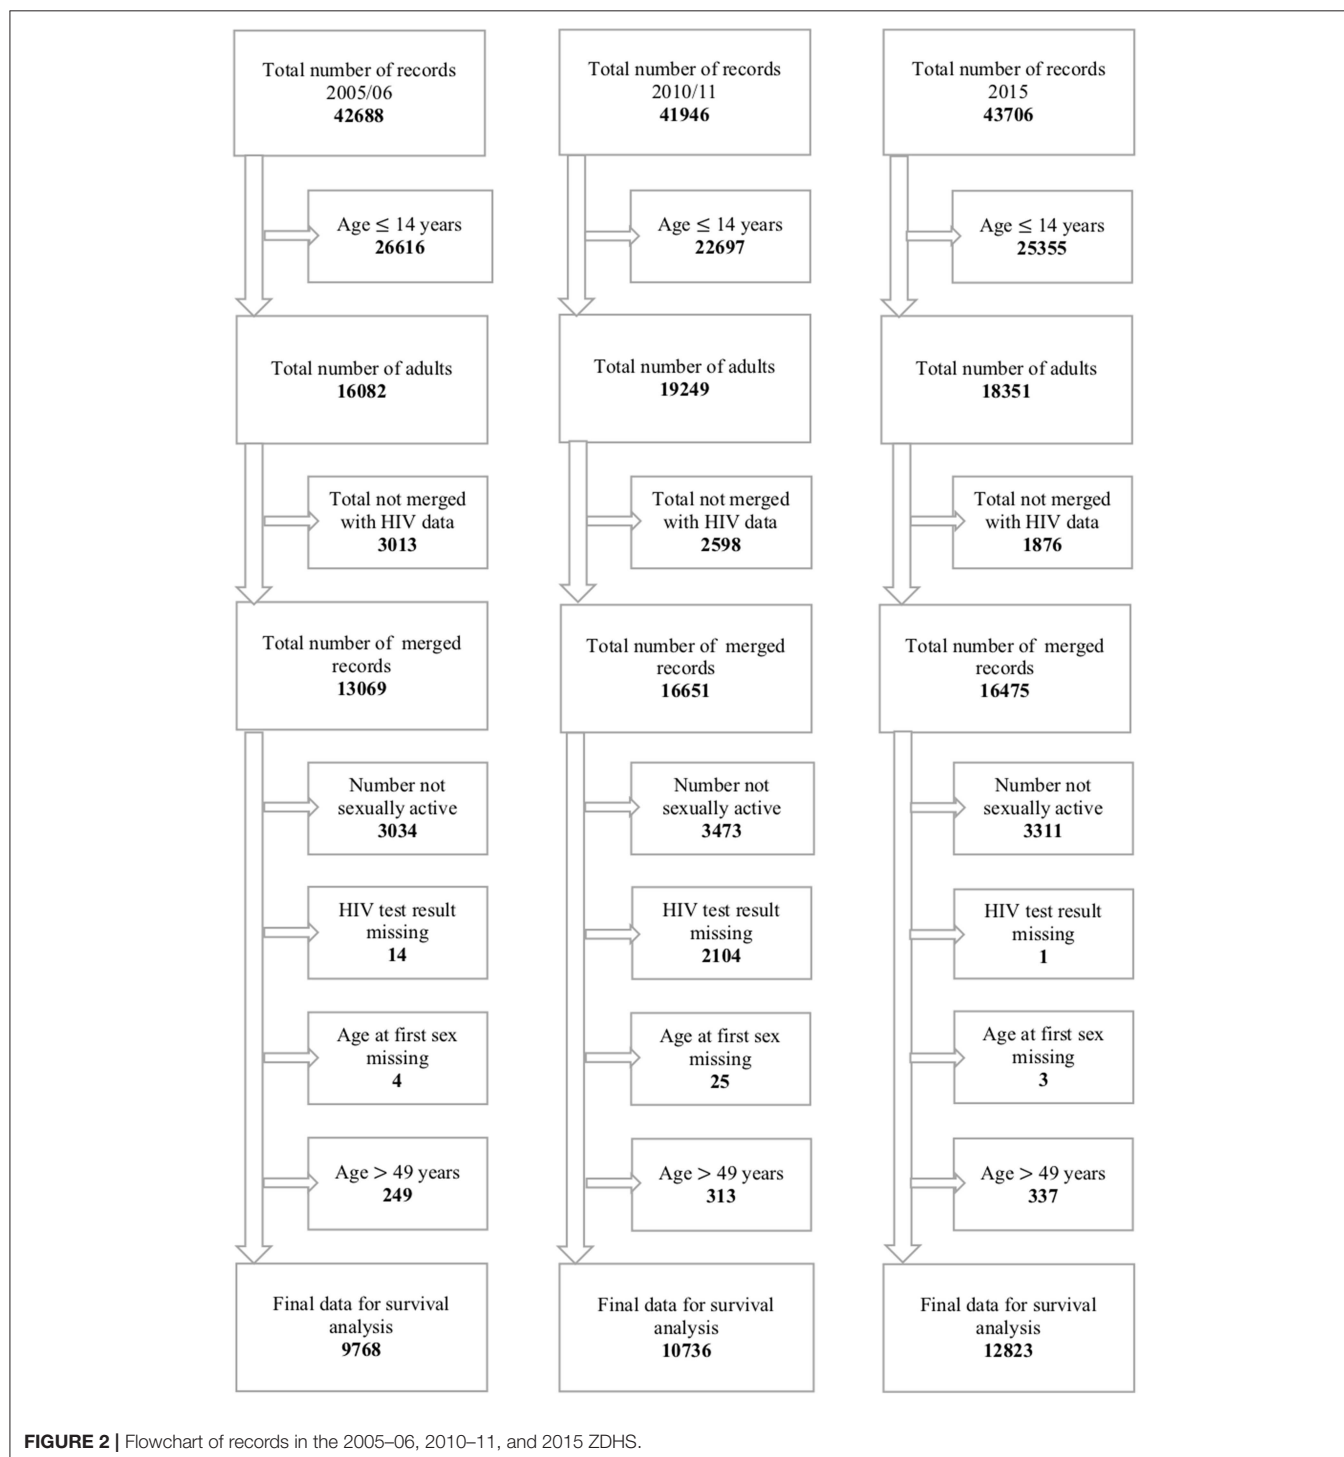 Total number of records
2005/06
42688
Age ≤ 14 years
26616
Total number of adults
16082
Total not merged
with HIV data
3013
Total number of merged
records
13069
Number not
sexually active
3034
HIV test result
missing
14
Age at first sex
missing
4
Age > 49 years
249
Final data for survival
analysis
9768
Total number of records
2010/11
41946
Age ≤ 14 years
22697
Total number of adults
19249
Total not merged
with HIV data
2598
Total number of merged
records
16651
Number not
sexually active
3473
HIV test result
missing
2104
Age at first sex
missing
25
Age > 49 years
313
Final data for survival
analysis
10736
Total number of records
2015
43706
Age ≤ 14 years
25355
Total number of adults
18351
Total not merged
with HIV data
1876
Total number of merged
records
16475
Number not
sexually active
3311
HIV test result
missing
1
Age at first sex
missing
3
Age > 49 years
337
Final data for survival
analysis
12823
FIGURE 2 | Flowchart of records in the 2005–06, 2010–11, and 2015 ZDHS.